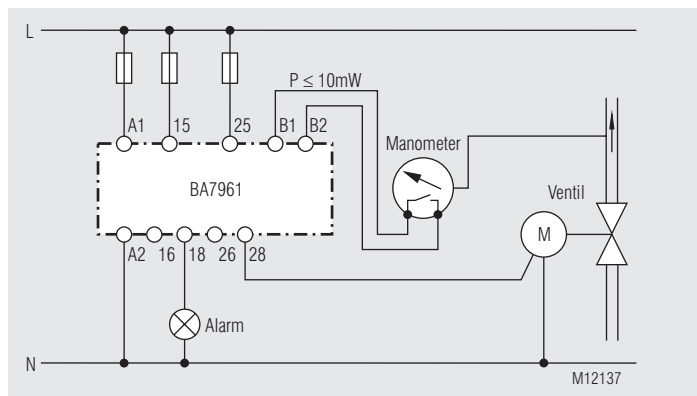 L
P ≤ 10mW
A1 15 25 B1 B2
Manometer
BA7961
Ventil
M
A2 16 18 26 28
Alarm
N
M12137